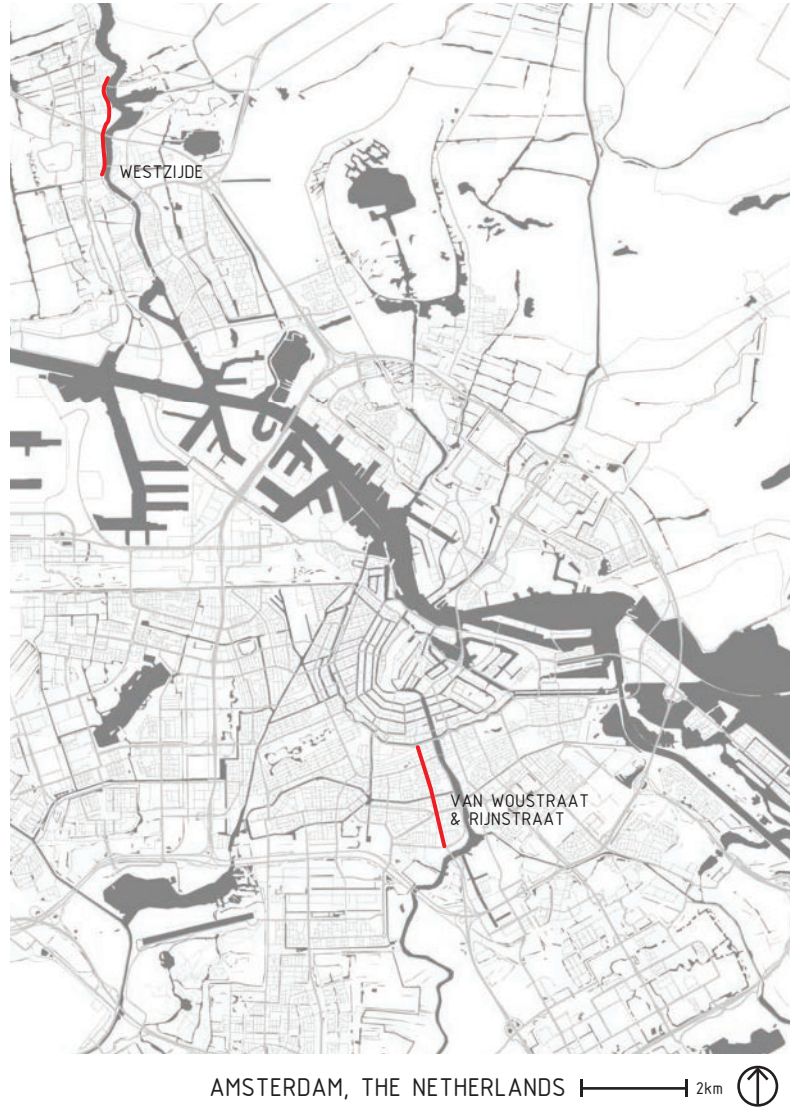 WESTZIJDE
VAN WOUSTRAAT
& RIJNSTRAAT
AMSTERDAM, THE NETHERLANDS 2km